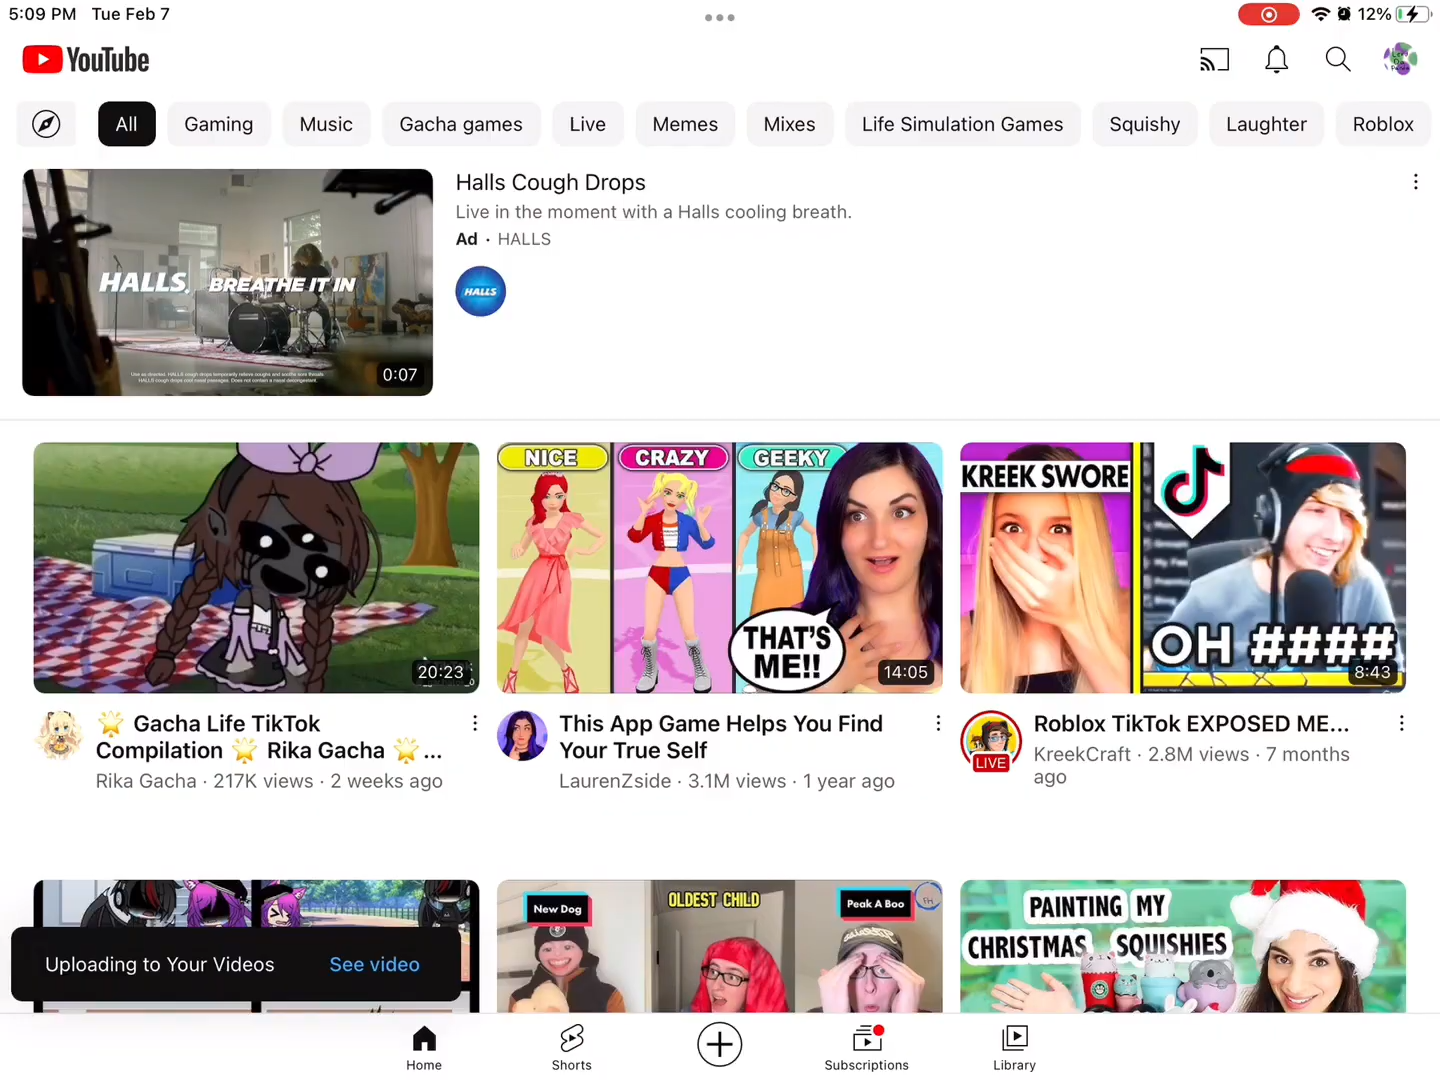 5:09 PM Tue Feb 7
12%
YouTube
All
Gaming
Music
Gacha games
Live
Memes
Mixes
Life Simulation Games
Squishy
Laughter
Roblox
HALLS BREATHE IT IN
0:07
Halls Cough Drops
Live in the moment with a Halls cooling breath.
Ad · HALLS
HALLS
20:23
NICE
CRAZY
GEEKY
THAT'S
ME!!
14:05
KREEK SWORE
OH ####
8:43
🌟 Gacha Life TikTok
Compilation 🌟 Rika Gacha 🌟...
Rika Gacha · 217K views · 2 weeks ago
This App Game Helps You Find
Your True Self
LaurenZside · 3.1M views · 1 year ago
LIVE
Roblox TikTok EXPOSED ME...
KreekCraft · 2.8M views · 7 months
ago
New Dog
OLDEST CHILD
Peak A Boo
PAINTING MY
CHRISTMAS SQUISHIES
Uploading to Your Videos
See video
Home
Shorts
Subscriptions
Library